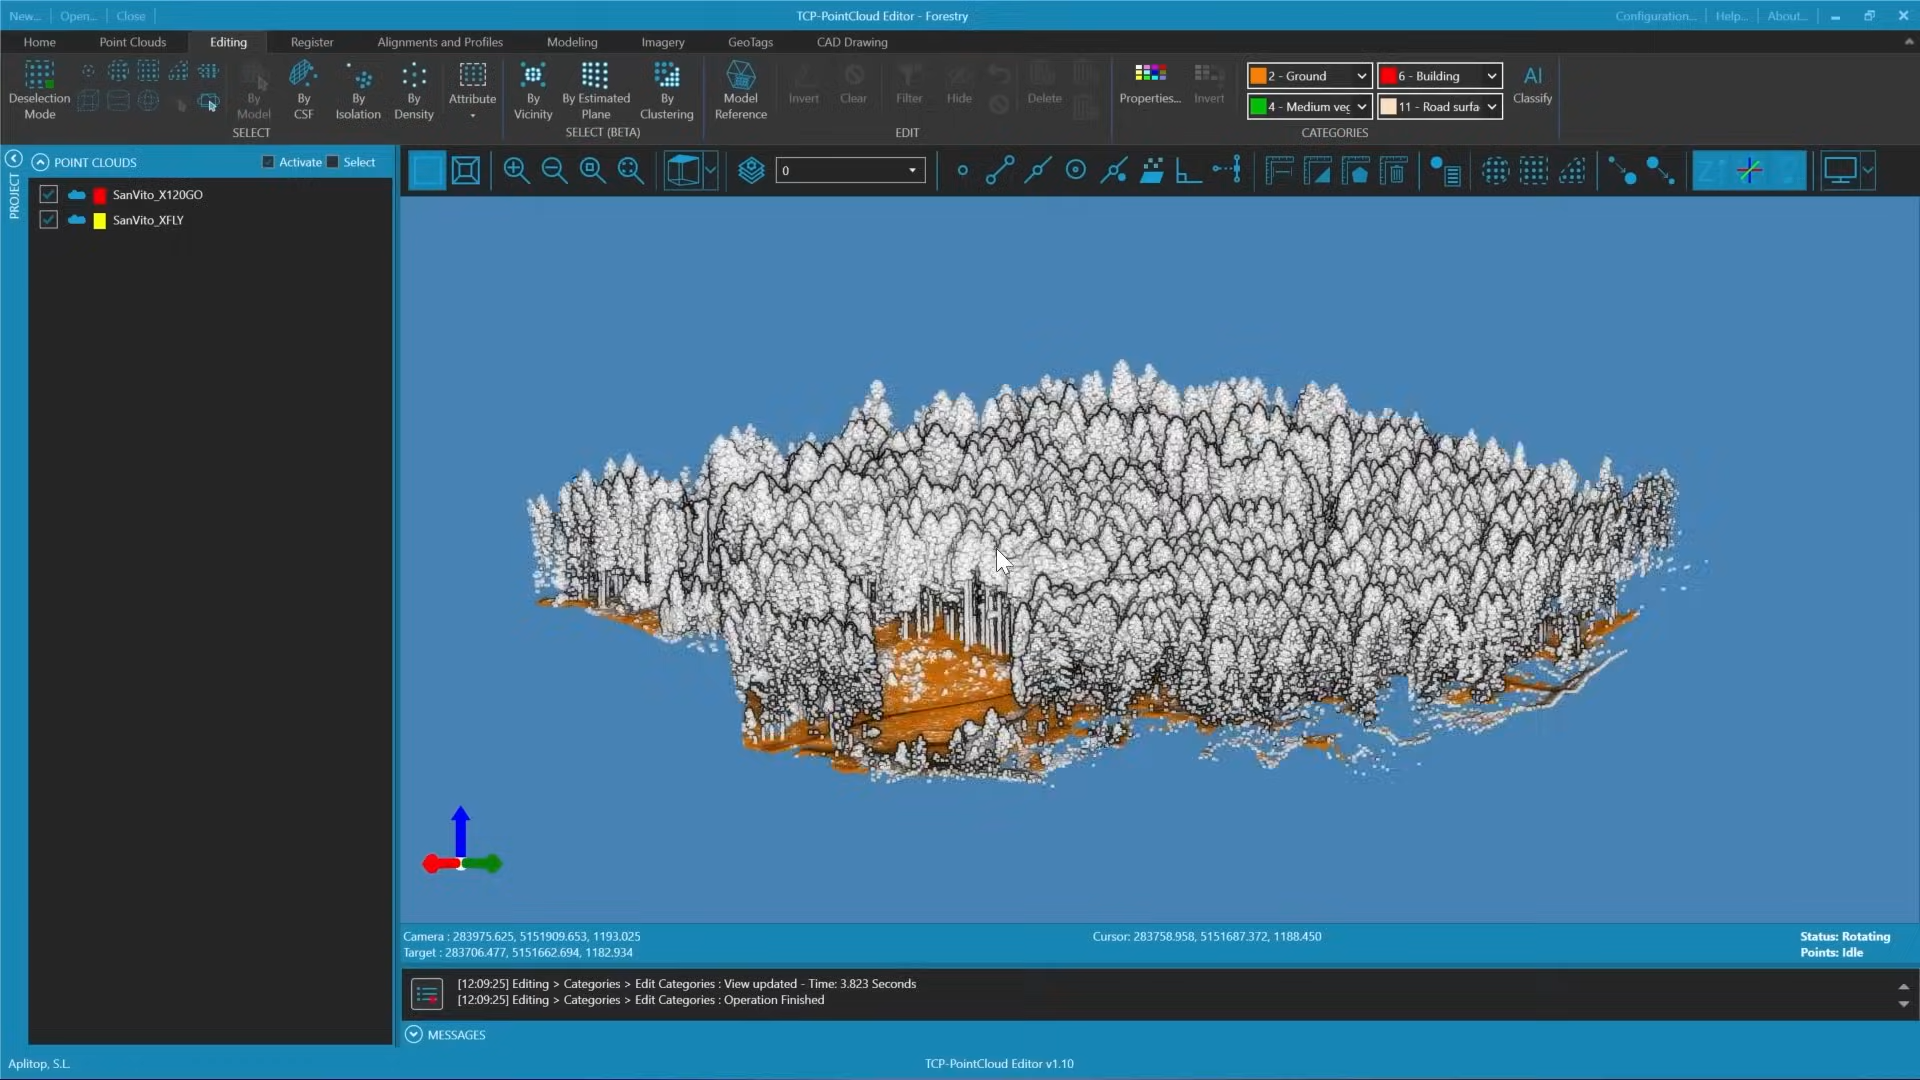 New... Open... Close TCP-PointCloud Editor - Forestry Configuration... Help... About...
Home Point Clouds Editing Register Alignments and Profiles Modeling Imagery GeoTags CAD Drawing
Deselection Mode
By Model
By CSF
By Isolation
By Density
Attribute
SELECT
By Vicinity
By Estimated Plane
By Clustering
SELECT (BETA)
Model Reference
Invert
Clear
Filter
Hide
Delete
EDIT
Properties...
Invert
2 - Ground
6 - Building
4 - Medium veg
11 - Road surfa
AI
Classify
CATEGORIES
PROJECT
POINT CLOUDS Activate Select
SanVito_X120GO
SanVito_XFLY
0
Camera : 283975.625, 5151909.653, 1193.025
Target : 283706.477, 5151662.694, 1182.934
Cursor: 283758.958, 5151687.372, 1188.450
Status: Rotating
Points: Idle
[12:09:25] Editing > Categories > Edit Categories : View updated - Time: 3.823 Seconds
[12:09:25] Editing > Categories > Edit Categories : Operation Finished
MESSAGES
Aplitop, S.L. TCP-PointCloud Editor v1.10